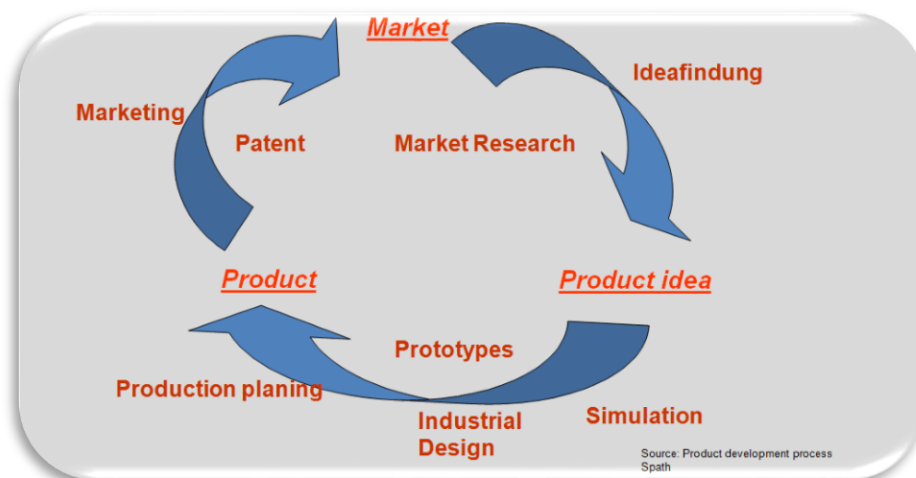 Market
Ideafindung
Marketing
Patent
Market Research
Product
Product idea
Prototypes
Production planing
Industrial
Design
Simulation
Source: Product development process
Spath